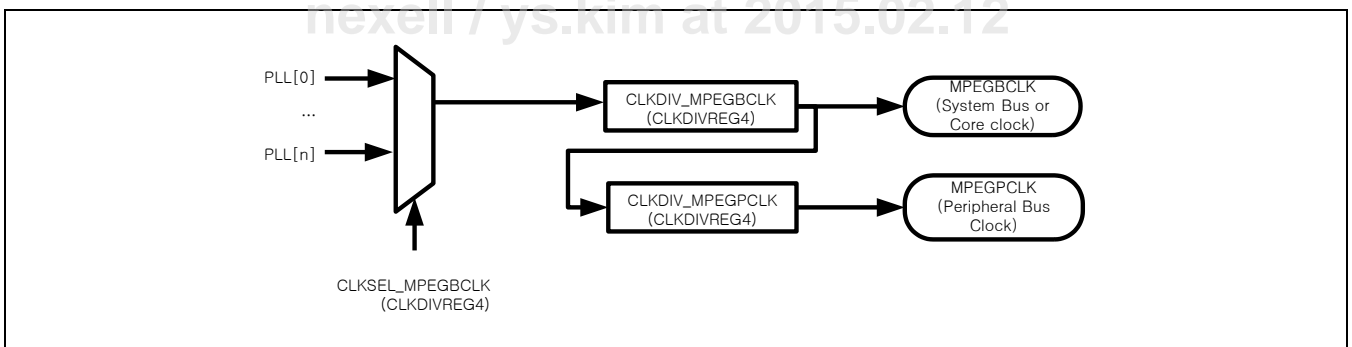 nexell / ys.kim at 2015.02.12
PLL[0]
...
PLL[n]
CLKSEL_MPEGBCLK
(CLKDIVREG4)
CLKDIV_MPEGBCLK
(CLKDIVREG4)
CLKDIV_MPEGPCLK
(CLKDIVREG4)
MPEGBCLK
(System Bus or
Core clock)
MPEGPCLK
(Peripheral Bus
Clock)